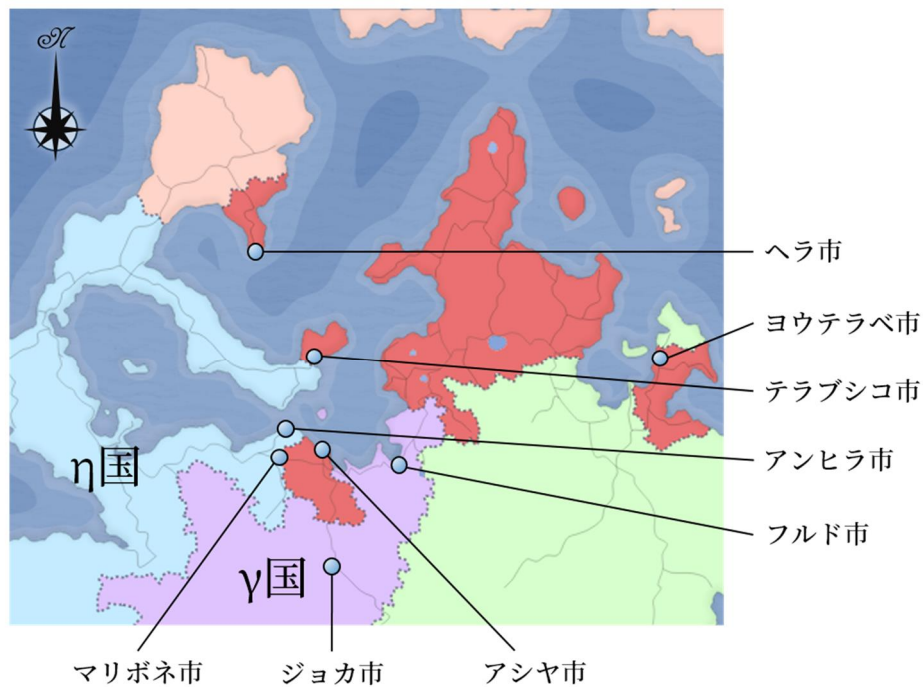 N
ヘラ市
ヨウテラベ市
テラブシコ市
アンヒラ市
フルド市
η国
γ国
マリボネ市
ジョカ市
アシヤ市